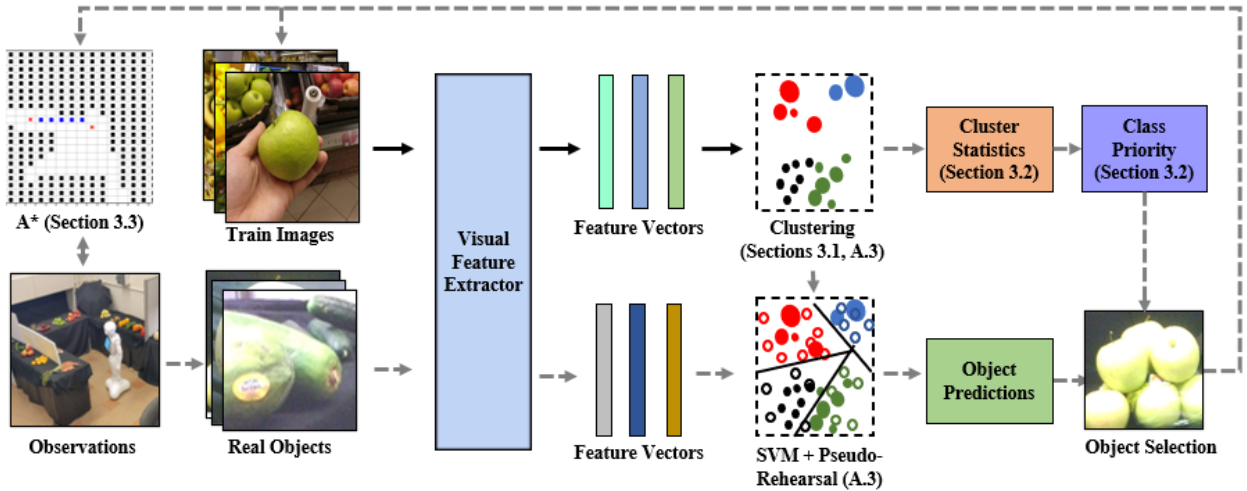 A* (Section 3.3)
Train Images
Visual
Feature
Extractor
Feature Vectors
Clustering
(Sections 3.1, A.3)
Cluster
Statistics
(Section 3.2)
Class
Priority
(Section 3.2)
Observations
Real Objects
Feature Vectors
SVM + Pseudo-
Rehearsal (A.3)
Object
Predictions
Object Selection